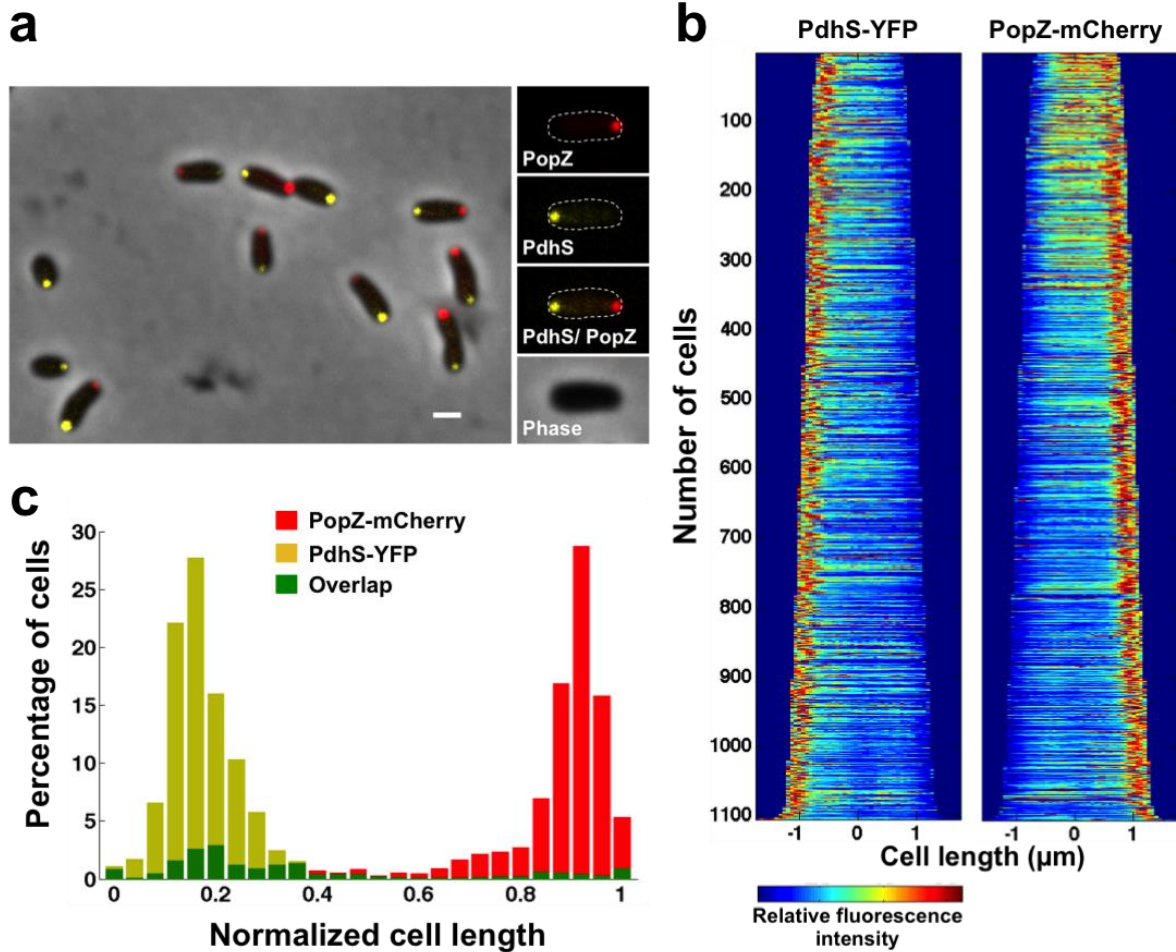 a
PopZ
PdhS
PdhS/ PopZ
Phase
b
PdhS-YFP
PopZ-mCherry
Number of cells
100
200
300
400
500
600
700
800
900
1000
1100
-1 0 1
-1 0 1
Cell length (µm)
Relative fluorescence
intensity
c
PopZ-mCherry
PdhS-YFP
Overlap
Percentage of cells
30
25
20
15
10
5
0
0 0.2 0.4 0.6 0.8 1
Normalized cell length